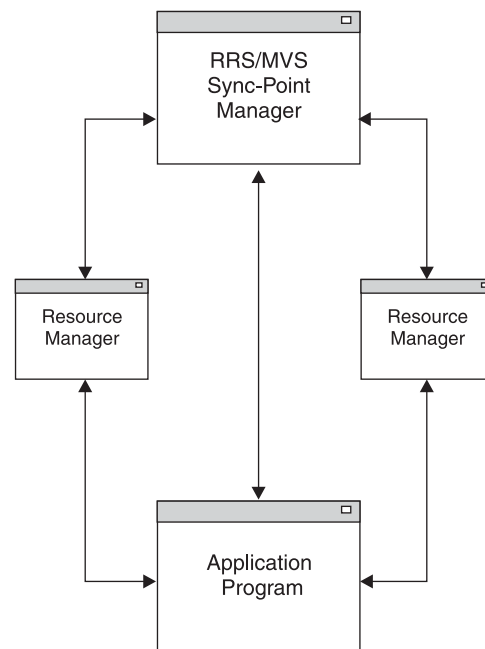 RRS/MVS
Sync-Point
Manager
Resource
Manager
Resource
Manager
Application
Program